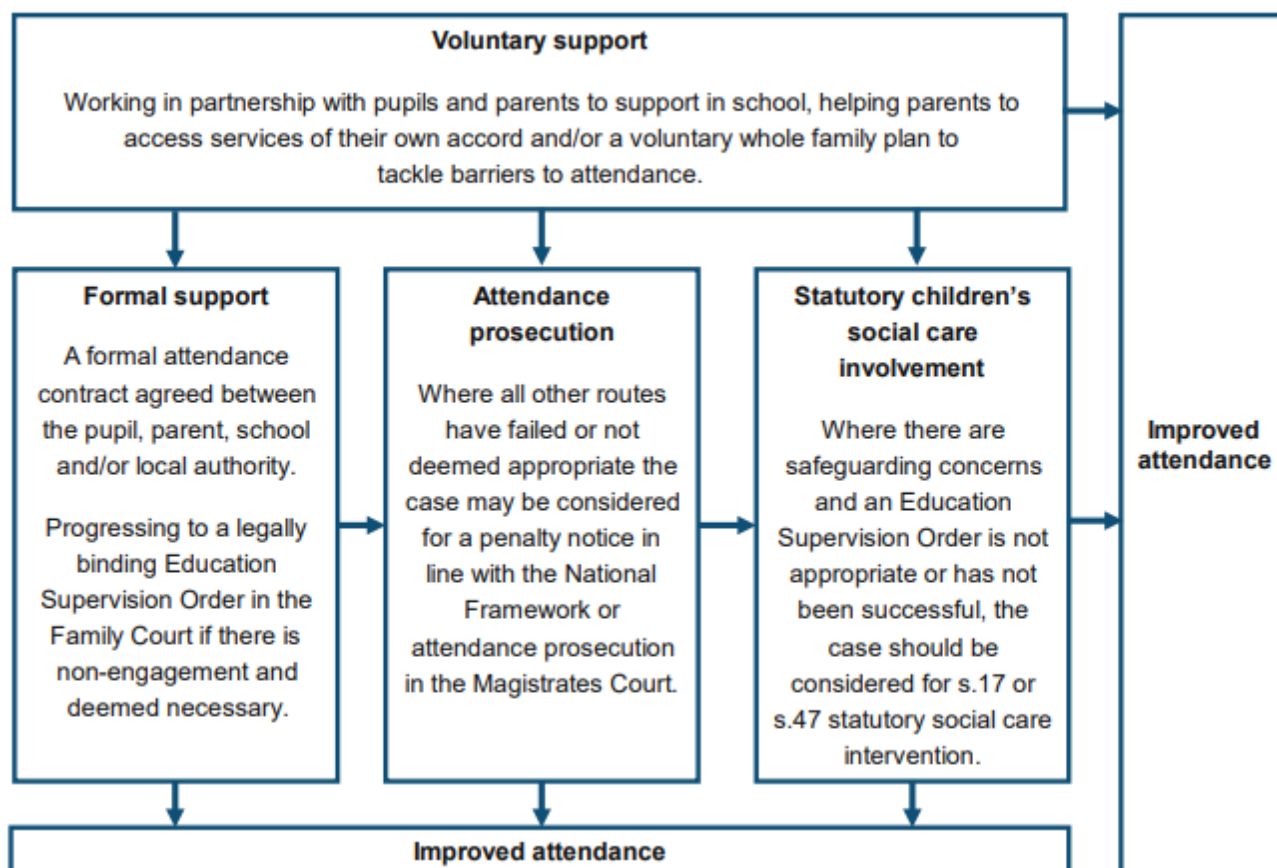 Voluntary support
Working in partnership with pupils and parents to support in school, helping parents to
access services of their own accord and/or a voluntary whole family plan to
tackle barriers to attendance.
Formal support
A formal attendance
contract agreed between
the pupil, parent, school
and/or local authority.
Progressing to a legally
binding Education
Supervision Order in the
Family Court if there is
non-engagement and
deemed necessary.
Attendance
prosecution
Where all other routes
have failed or not
deemed appropriate the
case may be considered
for a penalty notice in
line with the National
Framework or
attendance prosecution
in the Magistrates Court.
Statutory children’s
social care
involvement
Where there are
safeguarding concerns
and an Education
Supervision Order is not
appropriate or has not
been successful, the
case should be
considered for s.17 or
s.47 statutory social care
intervention.
Improved
attendance
Improved attendance